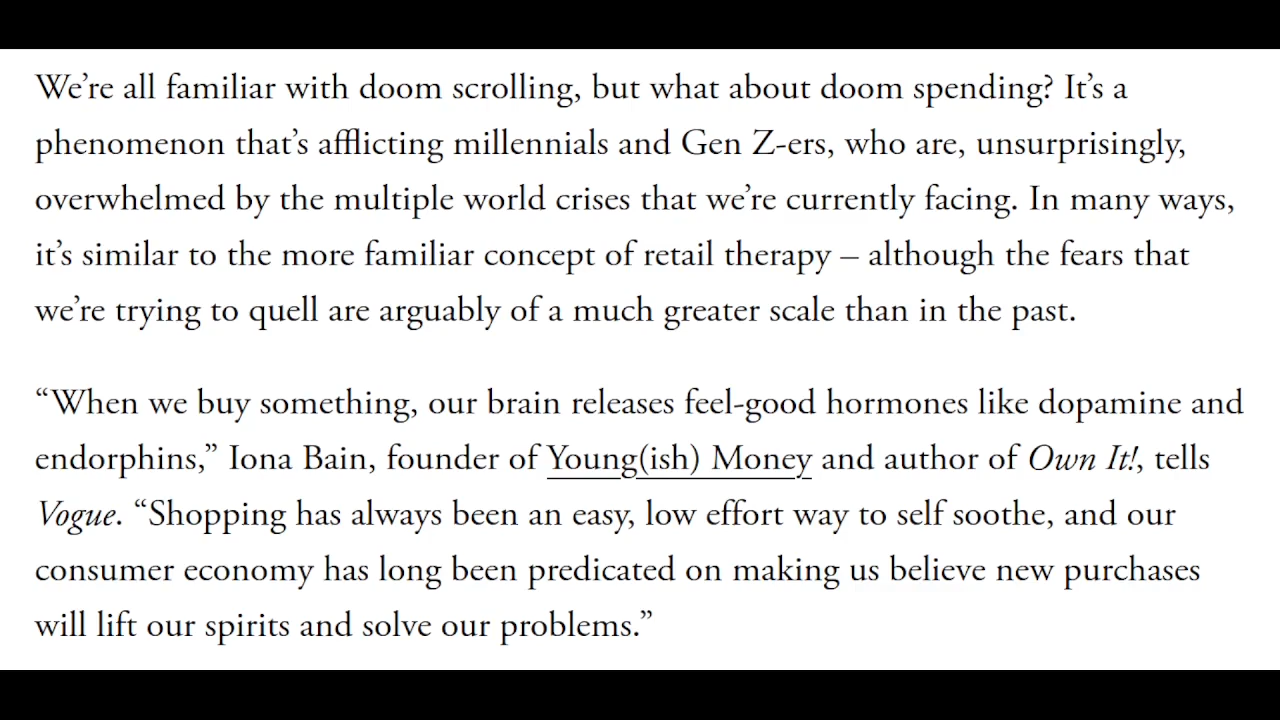 We’re all familiar with doom scrolling, but what about doom spending? It’s a
phenomenon that’s afflicting millennials and Gen Z-ers, who are, unsurprisingly,
overwhelmed by the multiple world crises that we’re currently facing. In many ways,
it’s similar to the more familiar concept of retail therapy – although the fears that
we’re trying to quell are arguably of a much greater scale than in the past.
“When we buy something, our brain releases feel-good hormones like dopamine and
endorphins,” Iona Bain, founder of Young(ish) Money and author of Own It!, tells
Vogue. “Shopping has always been an easy, low effort way to self soothe, and our
consumer economy has long been predicated on making us believe new purchases
will lift our spirits and solve our problems.”